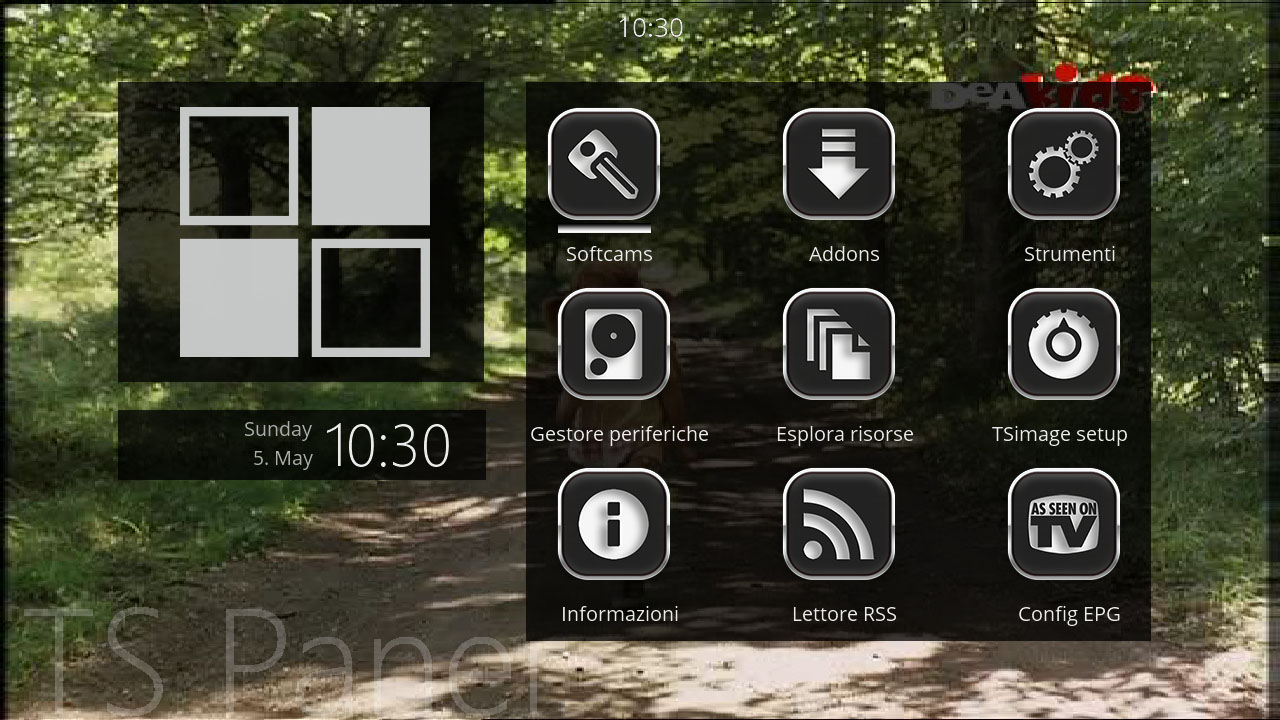 10:30
DeAkids
Softcams
Addons
Strumenti
Gestore periferiche
Esplora risorse
TSimage setup
Sunday
5. May
10:30
AS SEEN ON
TV
Informazioni
Lettore RSS
Config EPG
TS Panel